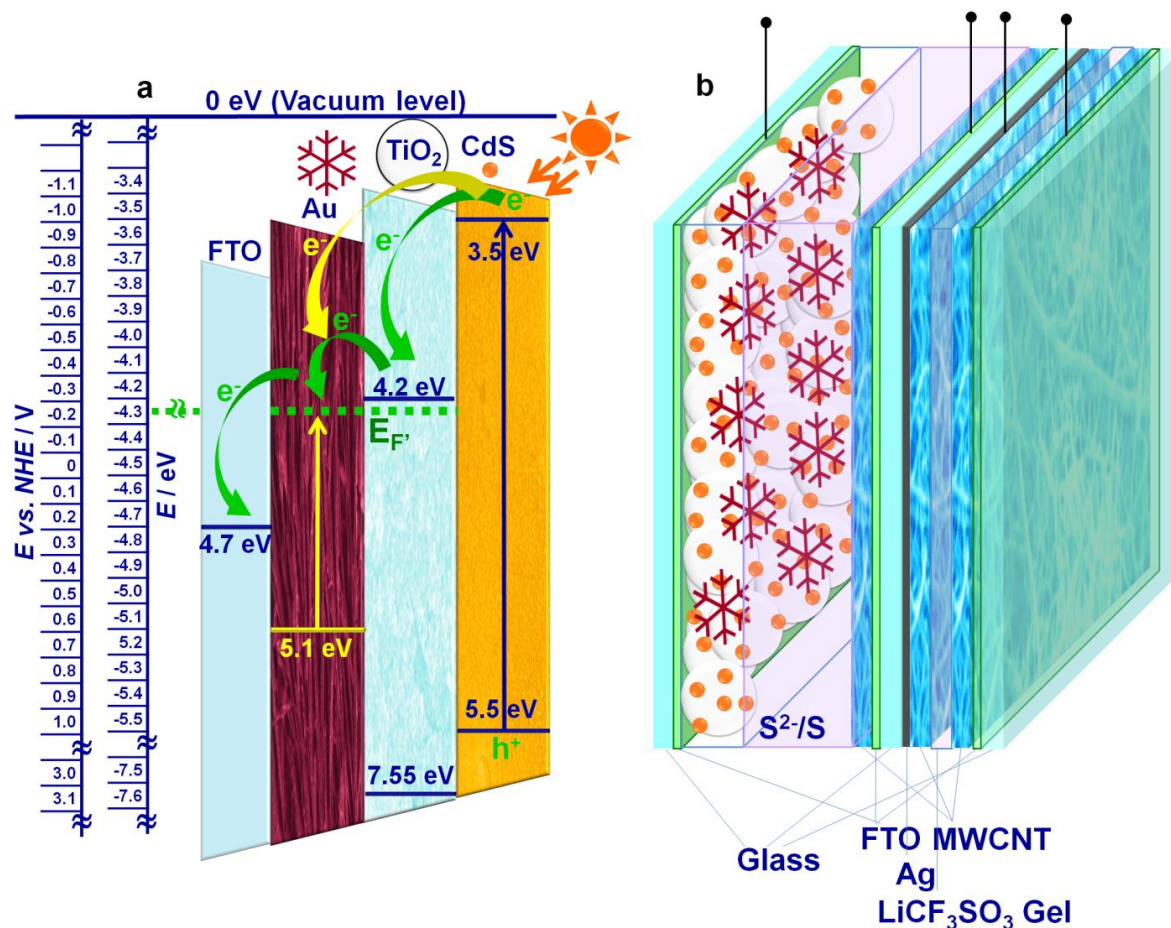 a
0 eV (Vacuum level)
TiO₂
CdS
Au
FTO
e⁻
e⁻
e⁻
e⁻
e⁻
3.5 eV
4.2 eV
E_F'
4.7 eV
5.1 eV
5.5 eV
h⁺
7.55 eV
E vs. NHE / V
-1.1
-1.0
-0.9
-0.8
-0.7
-0.6
-0.5
-0.4
-0.3
-0.2
-0.1
0
0.1
0.2
0.3
0.4
0.5
0.6
0.7
0.8
0.9
1.0
3.0
3.1
E / eV
-3.4
-3.5
-3.6
-3.7
-3.8
-3.9
-4.0
-4.1
-4.2
-4.3
-4.4
-4.5
-4.6
-4.7
-4.8
-4.9
-5.0
-5.1
5.2
-5.3
-5.4
-5.5
-7.5
-7.6
b
S²⁻/S
Glass
FTO MWCNT
Ag
LiCF₃SO₃ Gel